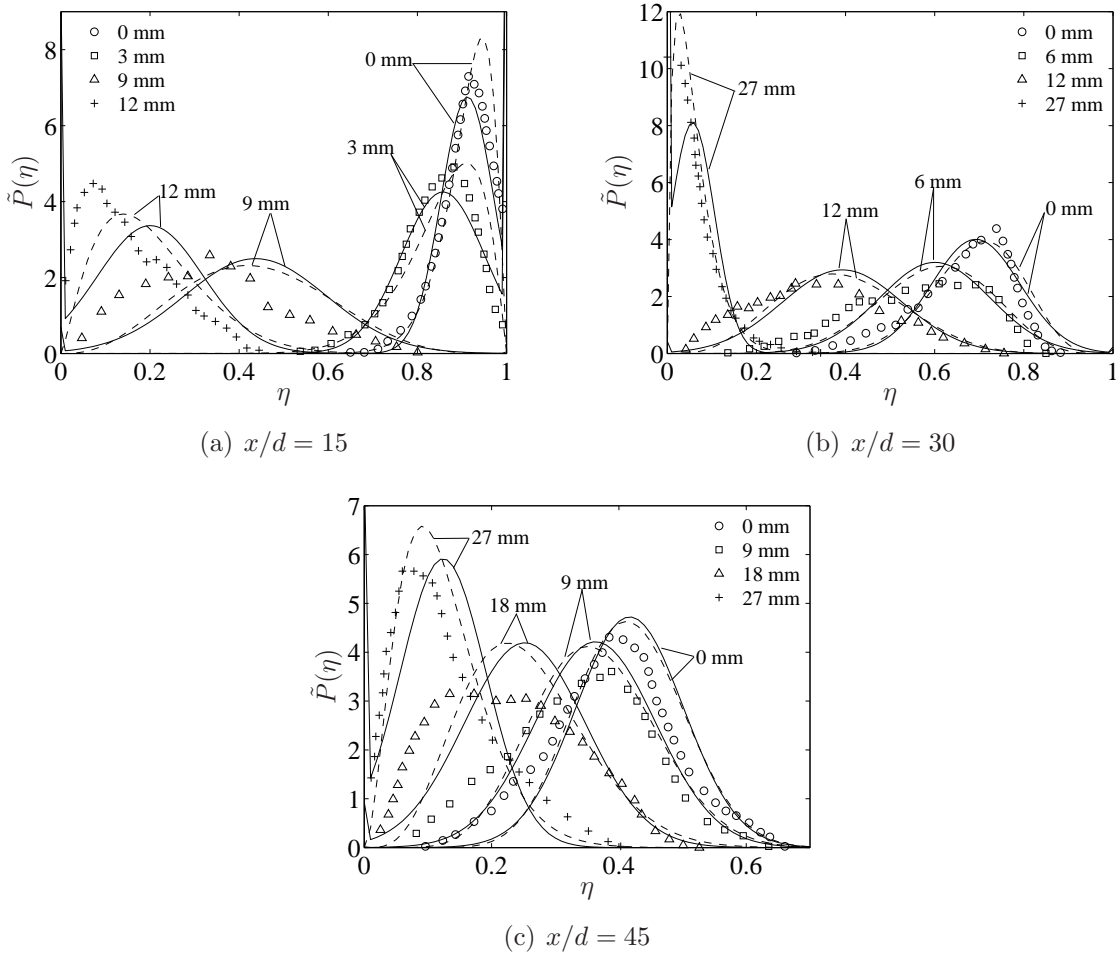 8
6
4
2
0
P̃(η)
0 mm
3 mm
9 mm
12 mm
0 mm
3 mm
12 mm
9 mm
0 0.2 0.4 0.6 0.8 1
η
(a) x/d = 15
12
10
8
6
4
2
0
P̃(η)
0 mm
6 mm
12 mm
27 mm
27 mm
6 mm
12 mm
0 mm
0 0.2 0.4 0.6 0.8 1
η
(b) x/d = 30
7
6
5
4
3
2
1
0
P̃(η)
0 mm
9 mm
18 mm
27 mm
27 mm
9 mm
18 mm
0 mm
0 0.2 0.4 0.6
η
(c) x/d = 45